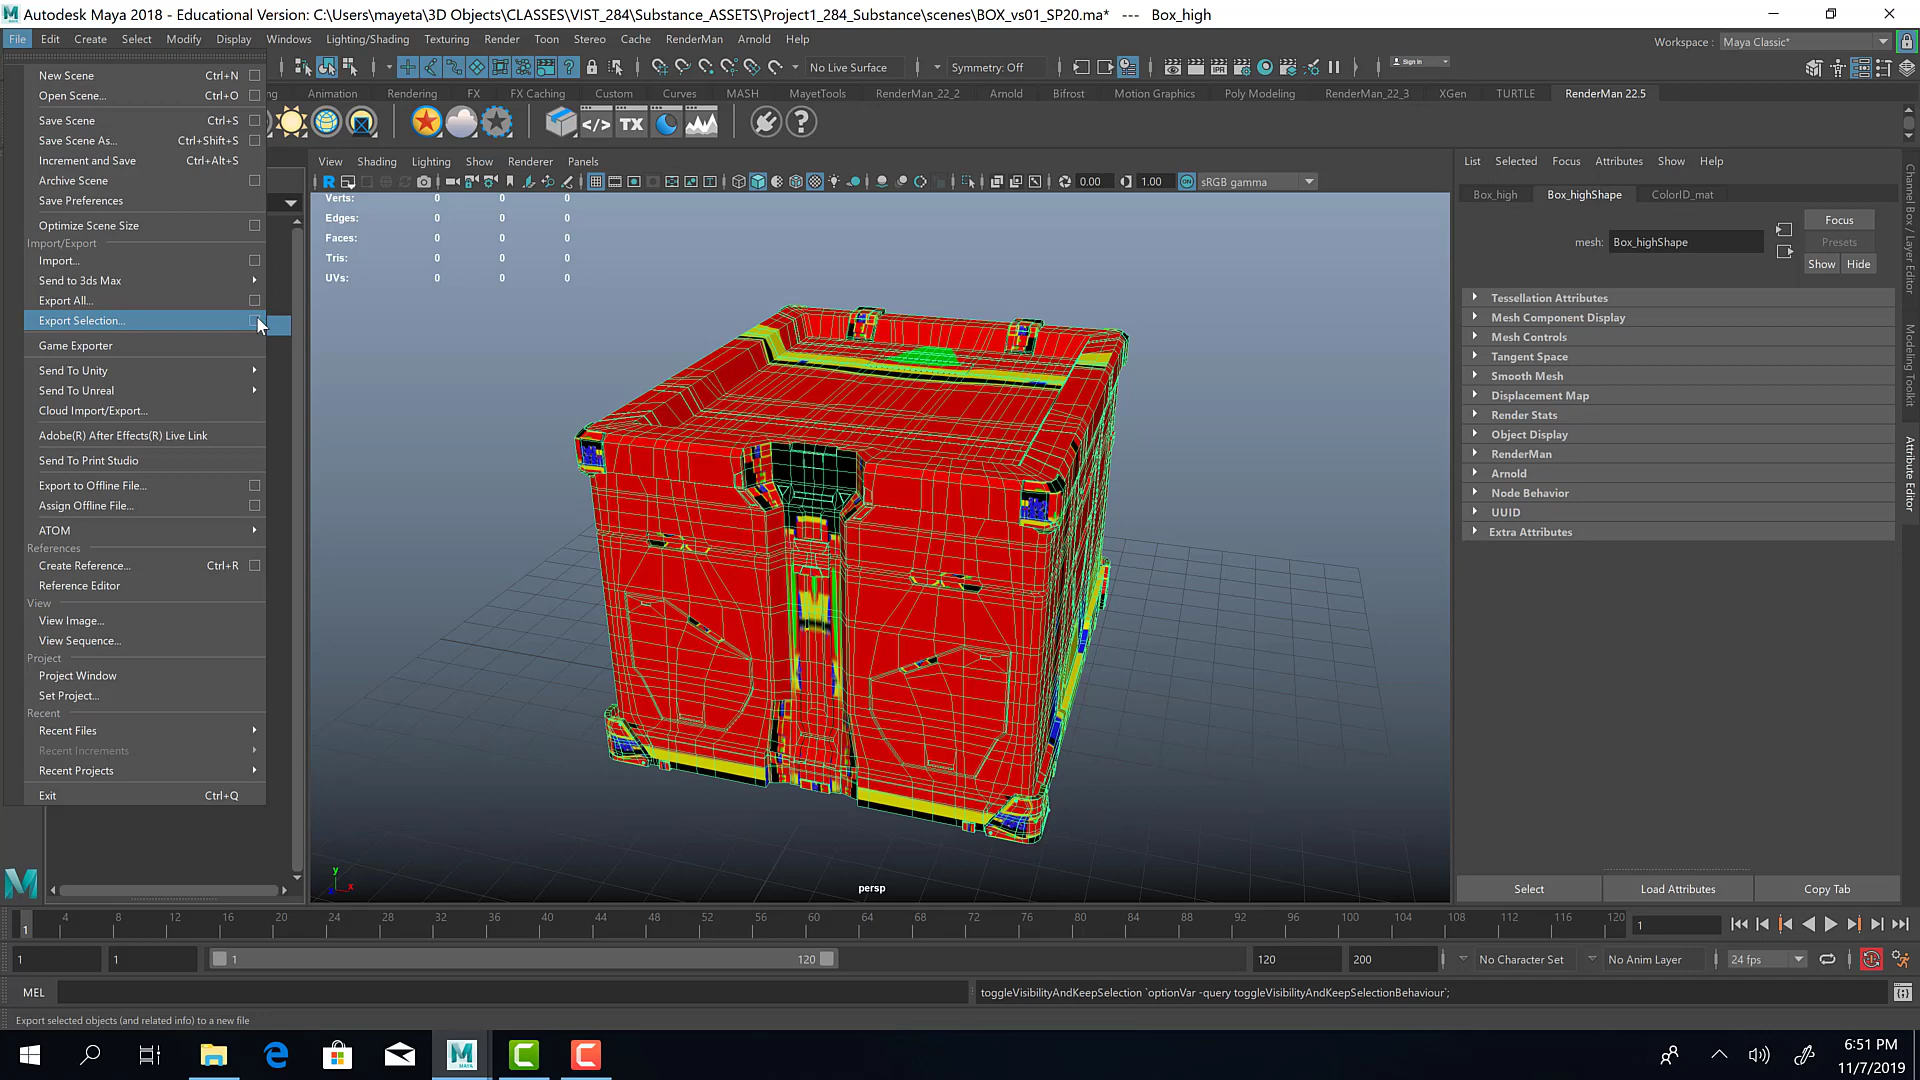 Autodesk Maya 2018 - Educational Version: C:\Users\mayeta\3D Objects\CLASSES\VIST_284\Substance_ASSETS\Project1_284_Substance\scenes\BOX_vs01_SP20.ma* --- Box_high
File Edit Create Select Modify Display Windows Lighting/Shading Texturing Render Toon Stereo Cache RenderMan Arnold Help
Workspace : Maya Classic*
No Live Surface Symmetry: Off Sign in
Animation Rendering FX FX Caching Custom Arnold Curves MASH MayetTools RenderMan_22_2 Arnold Bifrost Motion Graphics Poly Modeling RenderMan_22_3 XGen TURTLE RenderMan 22.5
TX
New Scene Ctrl+N
Open Scene... Ctrl+O
Save Scene Ctrl+S
Save Scene As... Ctrl+Shift+S
Increment and Save Ctrl+Alt+S
Archive Scene
Save Preferences
Optimize Scene Size
Import/Export
Import...
Send to 3ds Max
Export All...
Export Selection...
Game Exporter
Send To Unity
Send To Unreal
Cloud Import/Export...
Adobe(R) After Effects(R) Live Link
Send To Print Studio
Export to Offline File...
Assign Offline File...
ATOM
References
Create Reference... Ctrl+R
Reference Editor
View
View Image...
View Sequence...
Project
Project Window
Set Project...
Recent
Recent Files
Recent Increments
Recent Projects
Exit Ctrl+Q
View Shading Lighting Show Renderer Panels
0.00 1.00 ON sRGB gamma
Verts: 0 0 0
Edges: 0 0 0
Faces: 0 0 0
Tris: 0 0 0
UVs: 0 0 0
y
x
persp
List Selected Focus Attributes Show Help
Box_high Box_highShape ColorID_mat
Focus
mesh: Box_highShape Presets
Show Hide
Tessellation Attributes
Mesh Component Display
Mesh Controls
Tangent Space
Smooth Mesh
Displacement Map
Render Stats
Object Display
RenderMan
Arnold
Node Behavior
UUID
Extra Attributes
Select Load Attributes Copy Tab
Channel Box / Layer Editor
Modeling Toolkit
Attribute Editor
1 4 8 12 16 20 24 28 32 36 40 44 48 52 56 60 64 68 72 76 80 84 88 92 96 100 104 108 112 116 120 1
1 1 1 120 120 200 No Character Set No Anim Layer 24 fps
MEL toggleVisibilityAndKeepSelection `optionVar -query toggleVisibilityAndKeepSelectionBehaviour`;
Export selected objects (and related info) to a new file
6:51 PM
11/7/2019